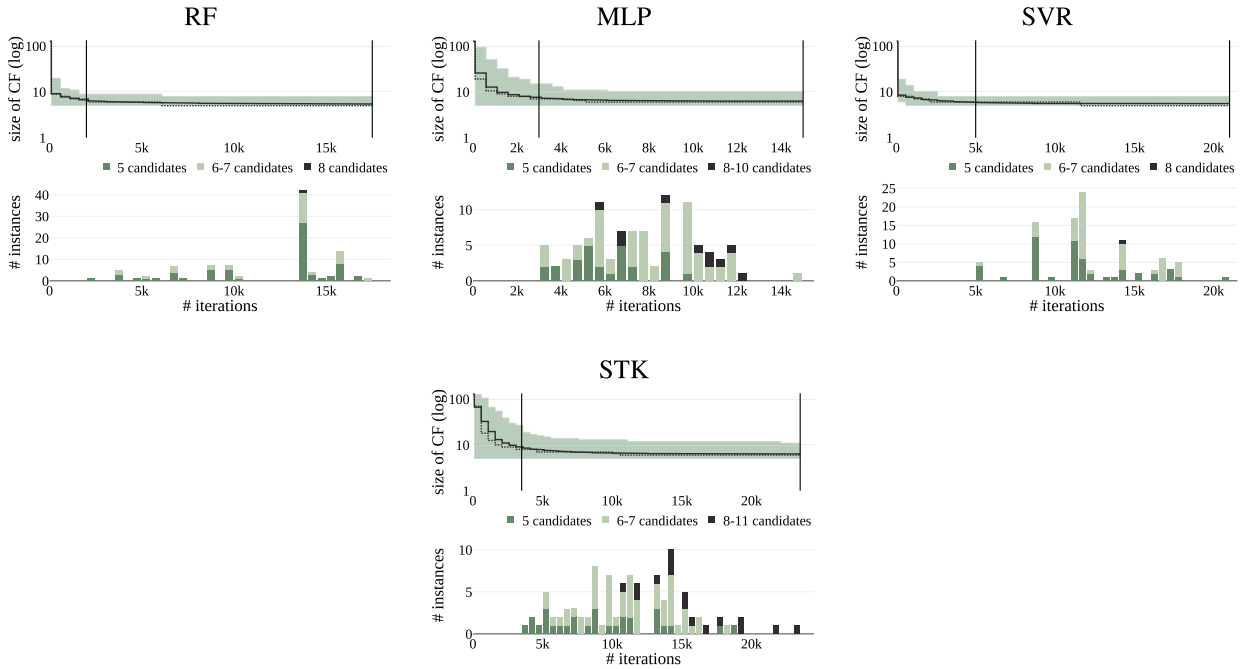 RF
size of CF (log)
100
10
1
0 5k 10k 15k
5 candidates 6-7 candidates 8 candidates
# instances
40
30
20
10
0
0 5k 10k 15k
# iterations
MLP
size of CF (log)
100
10
1
0 2k 4k 6k 8k 10k 12k 14k
5 candidates 6-7 candidates 8-10 candidates
# instances
10
5
0
0 2k 4k 6k 8k 10k 12k 14k
# iterations
SVR
size of CF (log)
100
10
1
0 5k 10k 15k 20k
5 candidates 6-7 candidates 8 candidates
# instances
25
20
15
10
5
0
0 5k 10k 15k 20k
# iterations
STK
size of CF (log)
100
10
1
0 5k 10k 15k 20k
5 candidates 6-7 candidates 8-11 candidates
# instances
10
5
0
0 5k 10k 15k 20k
# iterations